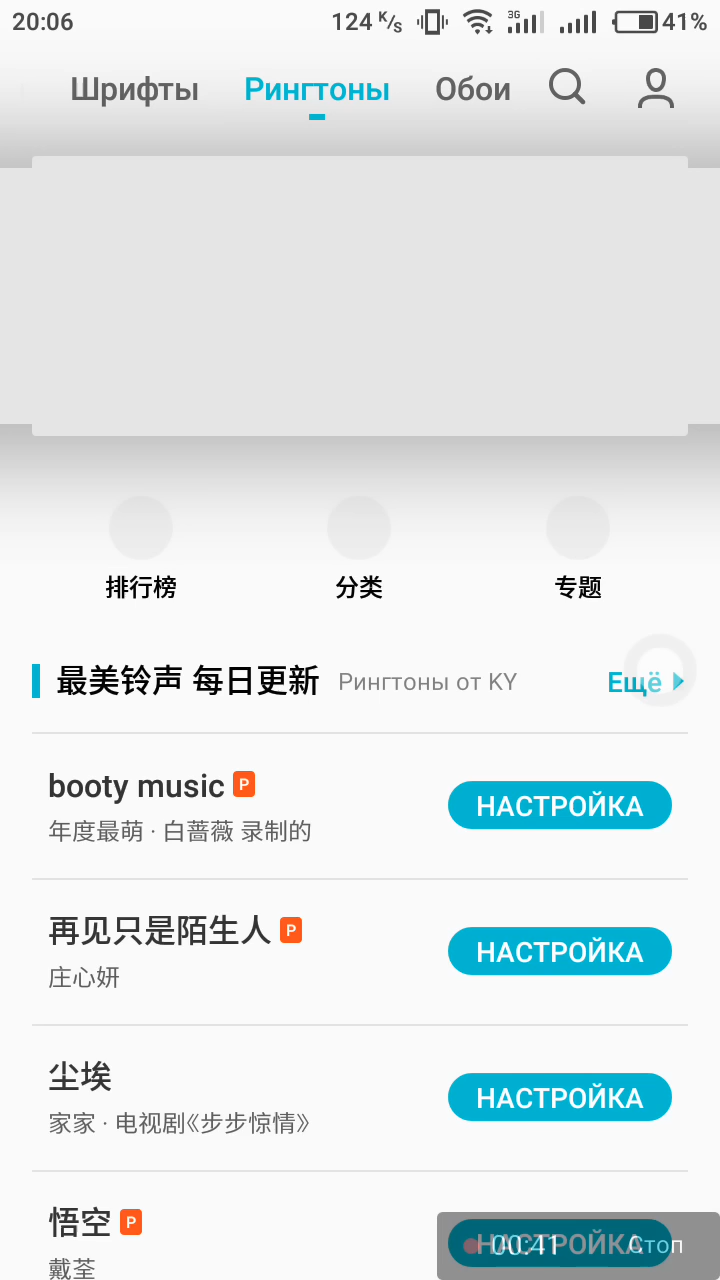 20:06 124 K/s 3G 41%
Шрифты Рингтоны Обои
排行榜 分类 专题
最美铃声 每日更新 Рингтоны от KY Ещё
booty music P
НАСТРОЙКА
年度最萌 · 白蔷薇 录制的
再见只是陌生人 P
НАСТРОЙКА
庄心妍
尘埃
НАСТРОЙКА
家家 · 电视剧《步步惊情》
悟空 P
НАСТРОЙКА
00:41 Стоп
戴荃